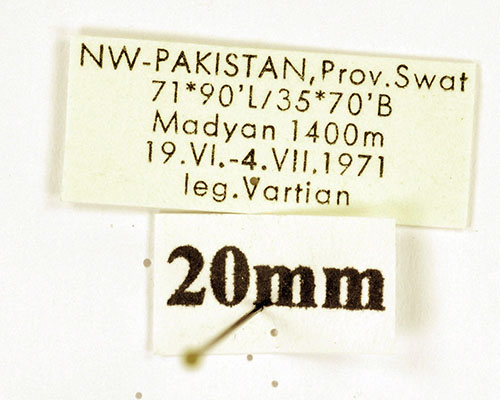 NW-PAKISTAN,Prov.Swat
71*90'L/35*70'B
Madyan 1400m
19.VI.-4.VII.1971
leg.Vartian
20mm